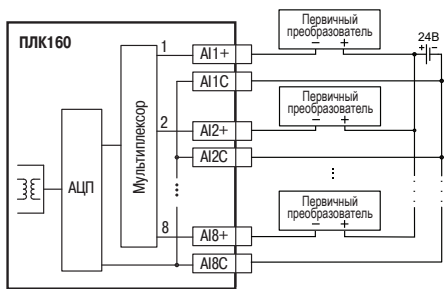 ПЛК160
АЦП
Мультиплексор
1
2
8
AI1+
AI1C
AI2+
AI2C
AI8+
AI8C
Первичный
преобразователь
– +
Первичный
преобразователь
– +
Первичный
преобразователь
– +
24В
+ –